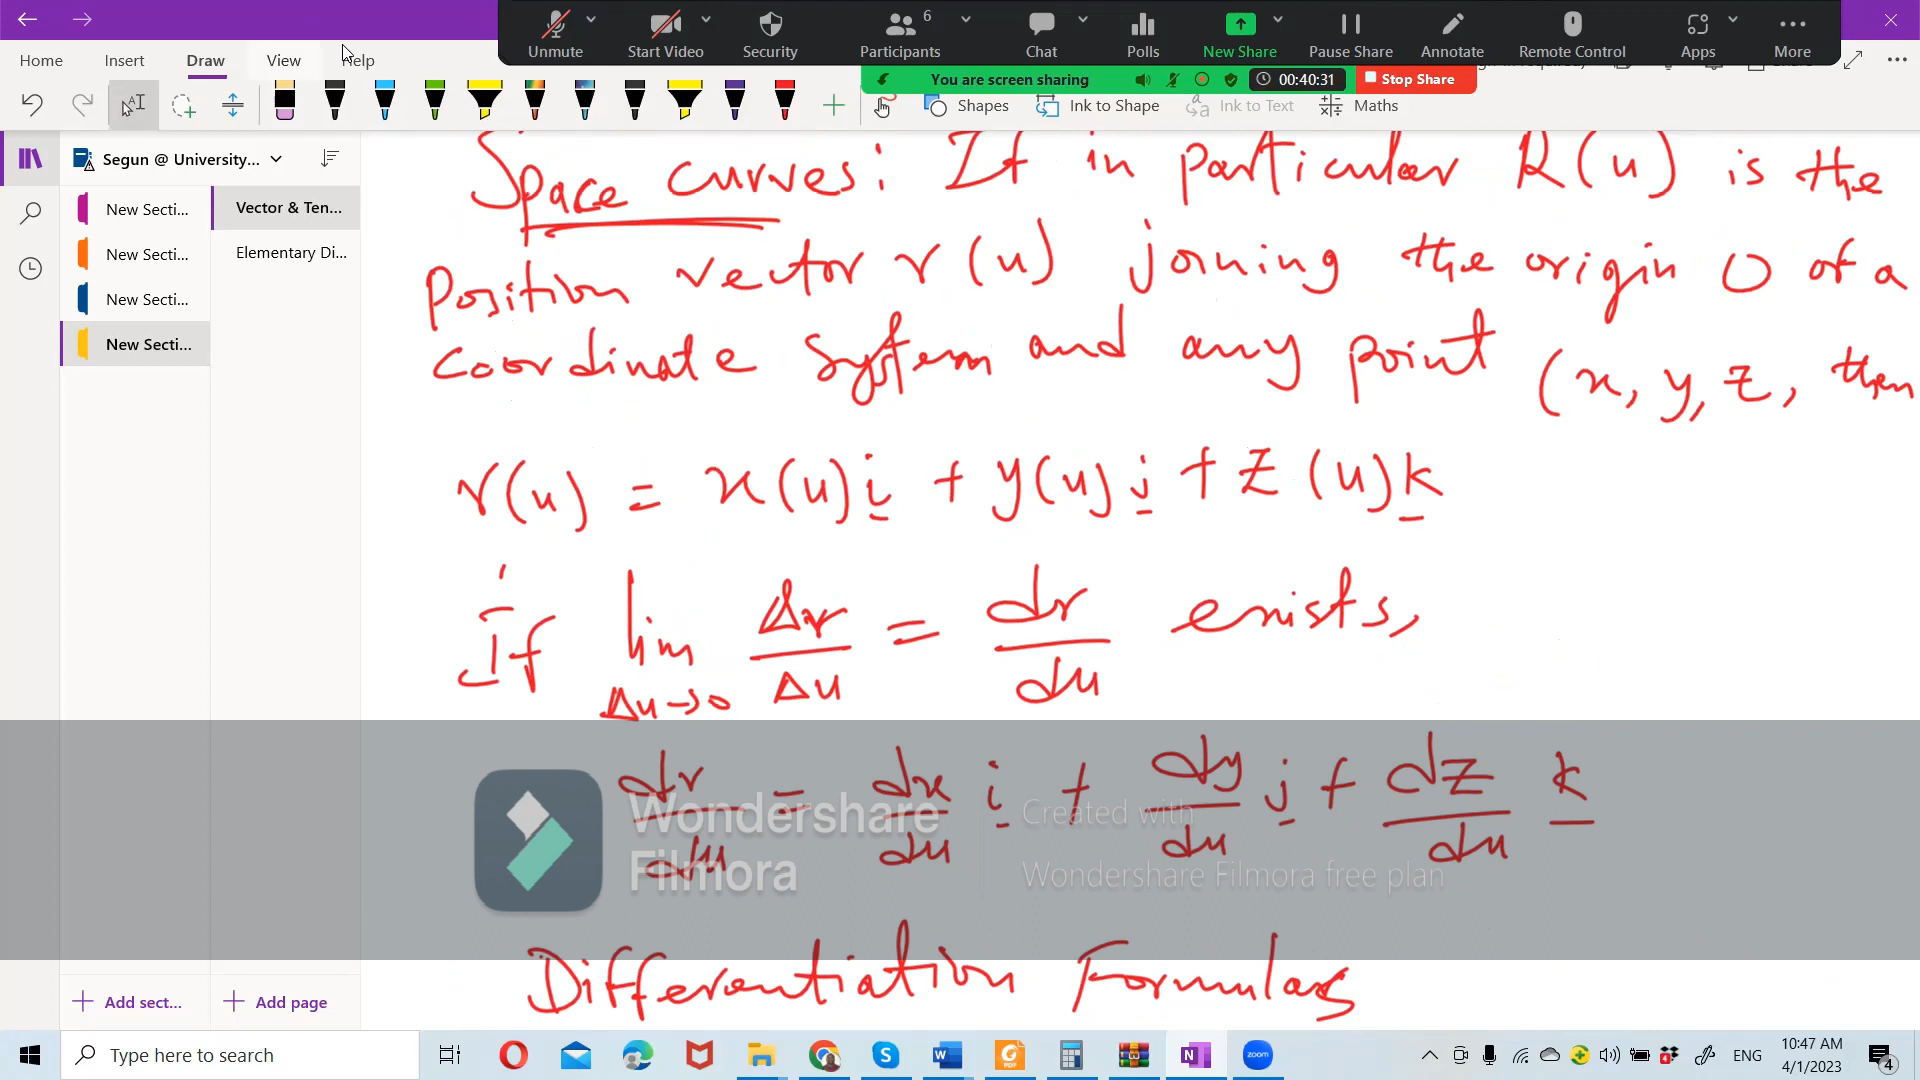 Unmute
Start Video
Security
Participants
6
Chat
Polls
New Share
Pause Share
Annotate
Remote Control
Apps
More
Home
Insert
Draw
View
Help
You are screen sharing
00:40:31
Stop Share
Shapes
Ink to Shape
Ink to Text
Maths
Segun @ University...
New Secti...
New Secti...
New Secti...
New Secti...
Vector & Ten...
Elementary Di...
Space curves: If in particular R(u) is the
position vector r(u) joining the origin O of a
coordinate system and any point (x, y, z, then
r(u) = x(u)i + y(u)j + z(u)k
If lim Δu→0 Δr/Δu = dr/du exists,
dr/du = dx/du i + dy/du j + dz/du k
Wondershare
Filmora
Created with
Wondershare Filmora free plan
Differentiation Formulas
Add sect...
Add page
Type here to search
ENG
10:47 AM
4/1/2023
4